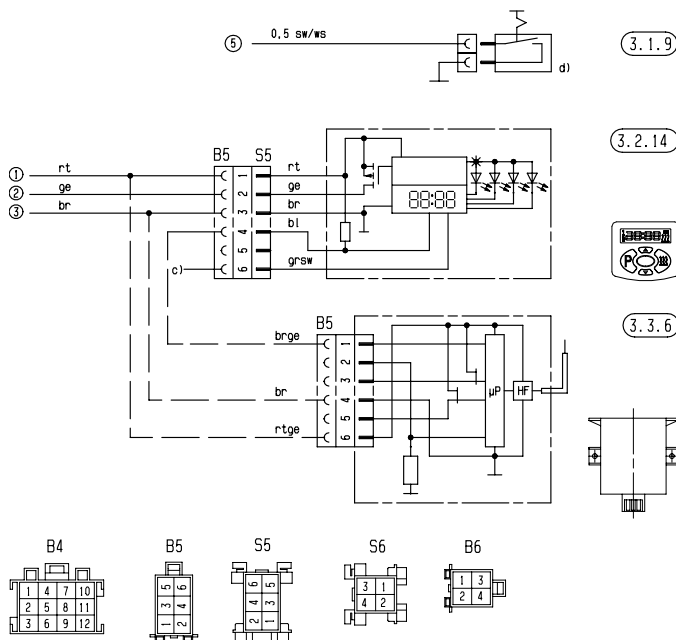 5 0,5 sw/ws
d)
3.1.9
B5 S5
3.2.14
1 rt 1 rt
2 ge 2 ge
3 br 3 br
4 bl
5
c) 6 grsw
88:88
P
3.3.6
B5
brge 1
2
3
br 4
5
rtge 6
µP HF
B4 B5 S5 S6 B6
1 4 7 10
2 5 8 11
3 6 9 12
5 6
3 4
1 2
6 5
4 3
2 1
3 1
4 2
1 3
2 4